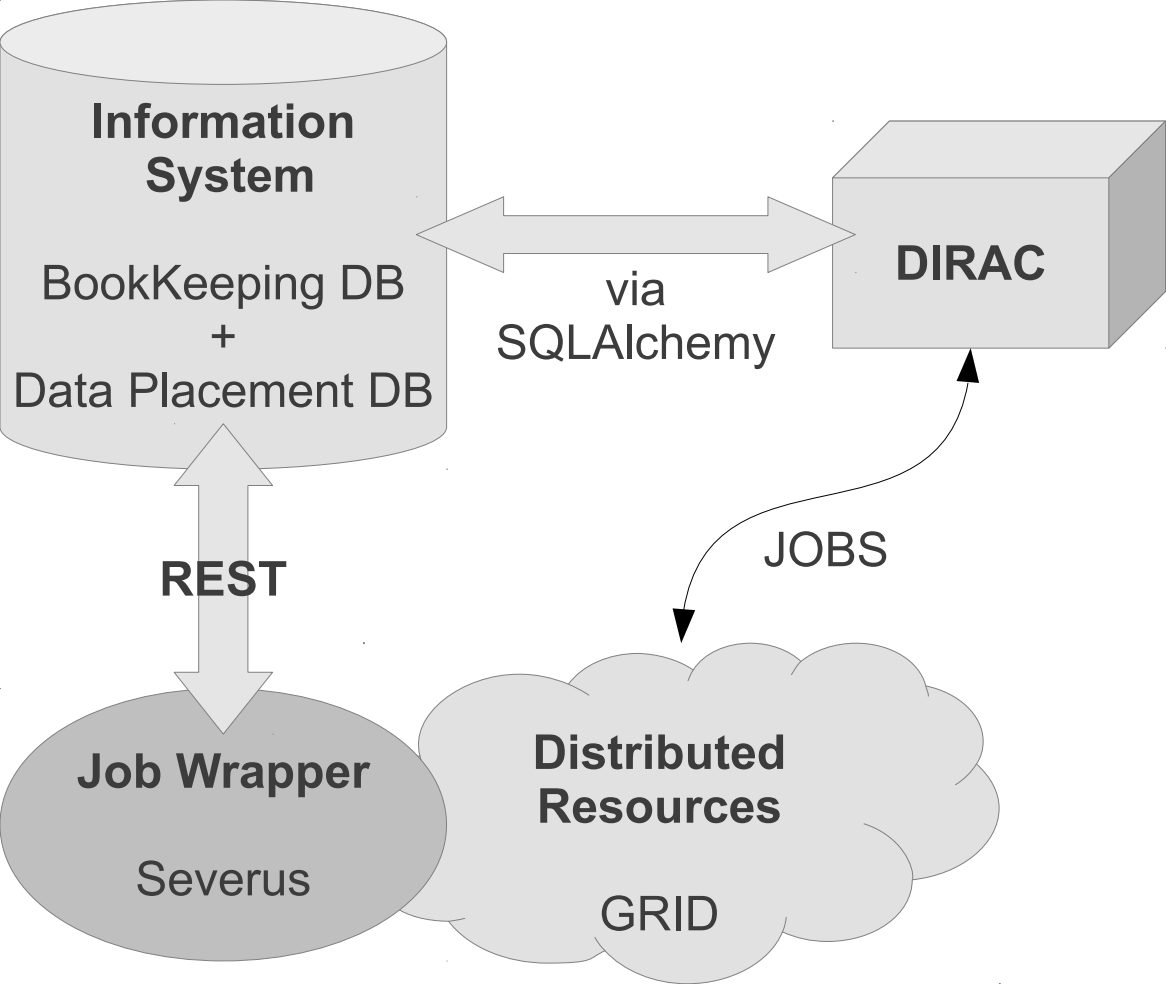 Information
System
BookKeeping DB
+
Data Placement DB
via
SQLAlchemy
DIRAC
REST
JOBS
Job Wrapper
Severus
Distributed
Resources
GRID